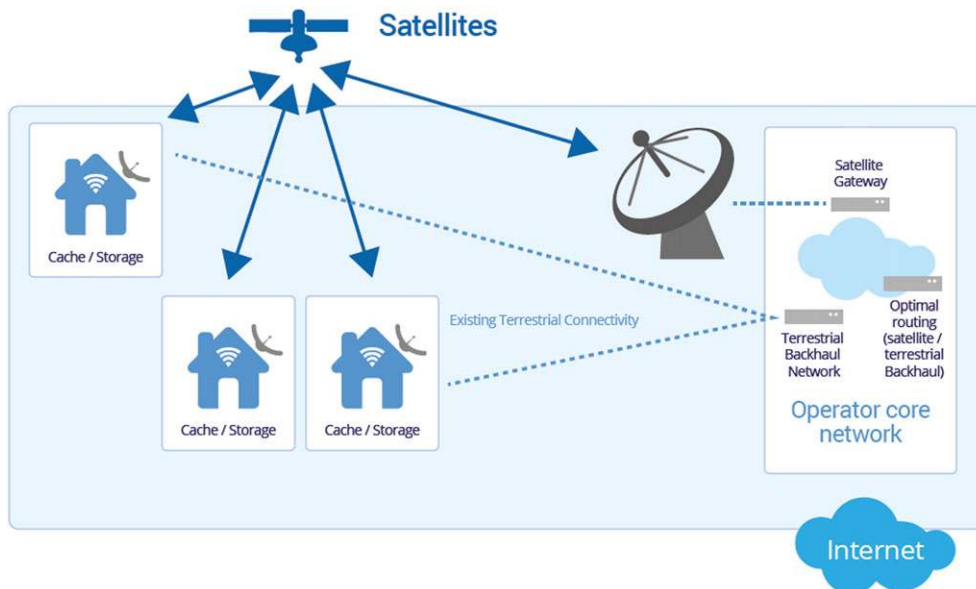 Satellites
Cache / Storage
Satellite
Gateway
Existing Terrestrial Connectivity
Terrestrial
Backhaul
Network
Optimal
routing
(satellite /
terrestrial
Backhaul)
Cache / Storage
Cache / Storage
Operator core
network
Internet